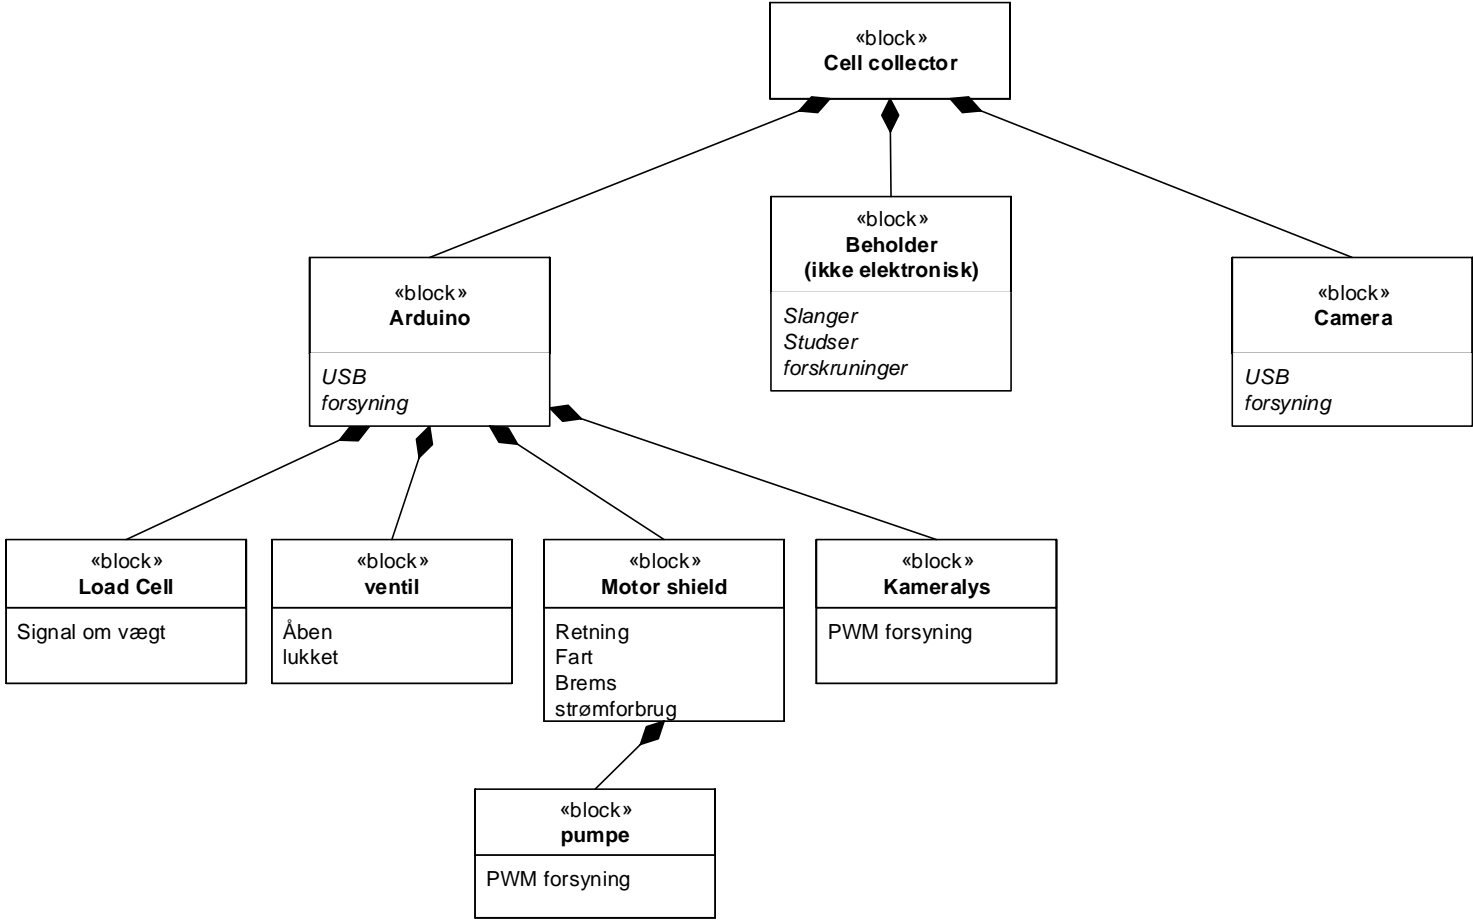 «block»
Cell collector
«block»
Beholder
(ikke elektronisk)
Slanger
Studser
forskruninger
«block»
Arduino
USB
forsyning
«block»
Camera
USB
forsyning
«block»
Load Cell
Signal om vægt
«block»
ventil
Åben
lukket
«block»
Motor shield
Retning
Fart
Brems
strømforbrug
«block»
Kameralys
PWM forsyning
«block»
pumpe
PWM forsyning